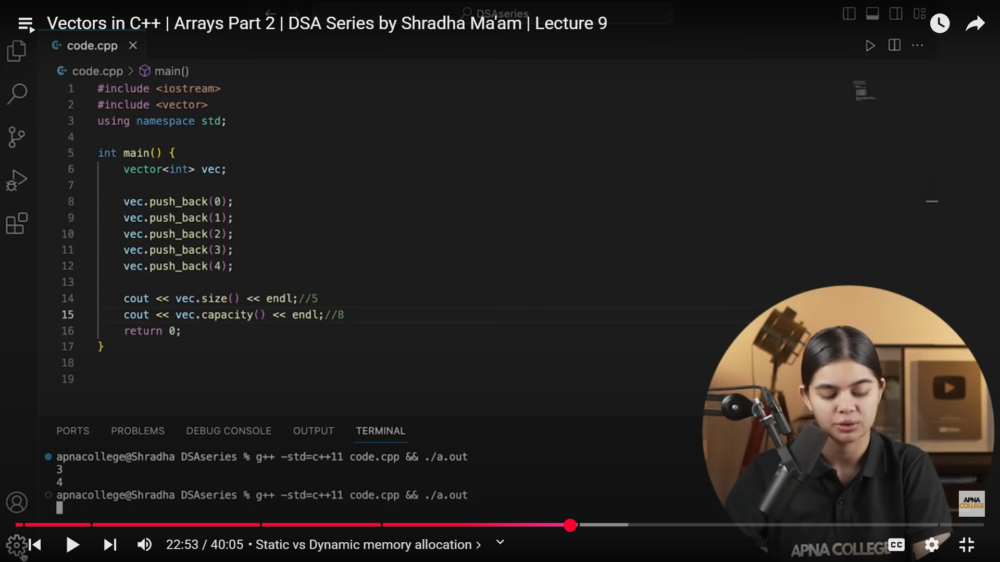 DSAseries
Vectors in C++ | Arrays Part 2 | DSA Series by Shradha Ma'am | Lecture 9
code.cpp
code.cpp > main()
1 #include <iostream>
2 #include <vector>
3 using namespace std;
4
5 int main() {
6 vector<int> vec;
7
8 vec.push_back(0);
9 vec.push_back(1);
10 vec.push_back(2);
11 vec.push_back(3);
12 vec.push_back(4);
13
14 cout << vec.size() << endl;//5
15 cout << vec.capacity() << endl;//8
16 return 0;
17 }
18
19
PORTS PROBLEMS DEBUG CONSOLE OUTPUT TERMINAL
apnacollege@Shradha DSAseries % g++ -std=c++11 code.cpp && ./a.out
3
4
apnacollege@Shradha DSAseries % g++ -std=c++11 code.cpp && ./a.out
APNA
COLLEGE
22:53 / 40:05 • Static vs Dynamic memory allocation >
CC
APNA COLLEGE